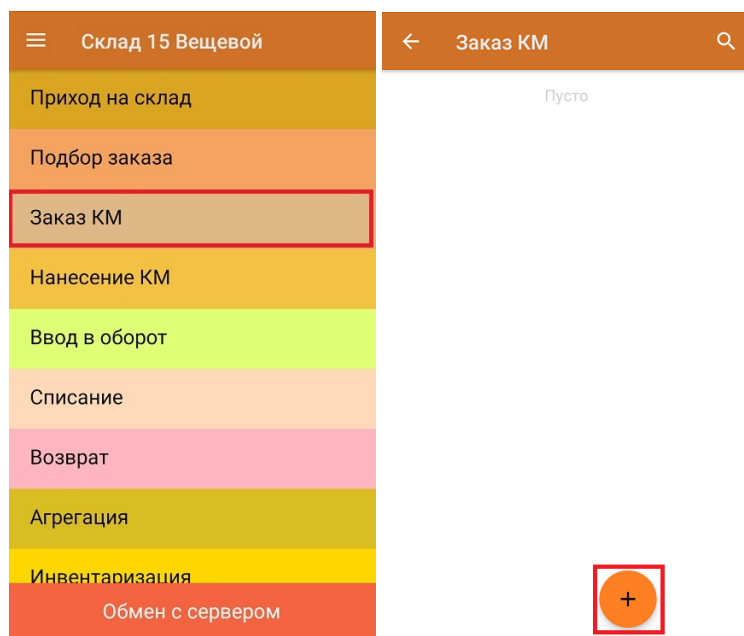 Склад 15 Вещевой
Приход на склад
Подбор заказа
Заказ КМ
Нанесение КМ
Ввод в оборот
Списание
Возврат
Агрегация
Инвентаризация
Обмен с сервером
Заказ КМ
Пусто
+